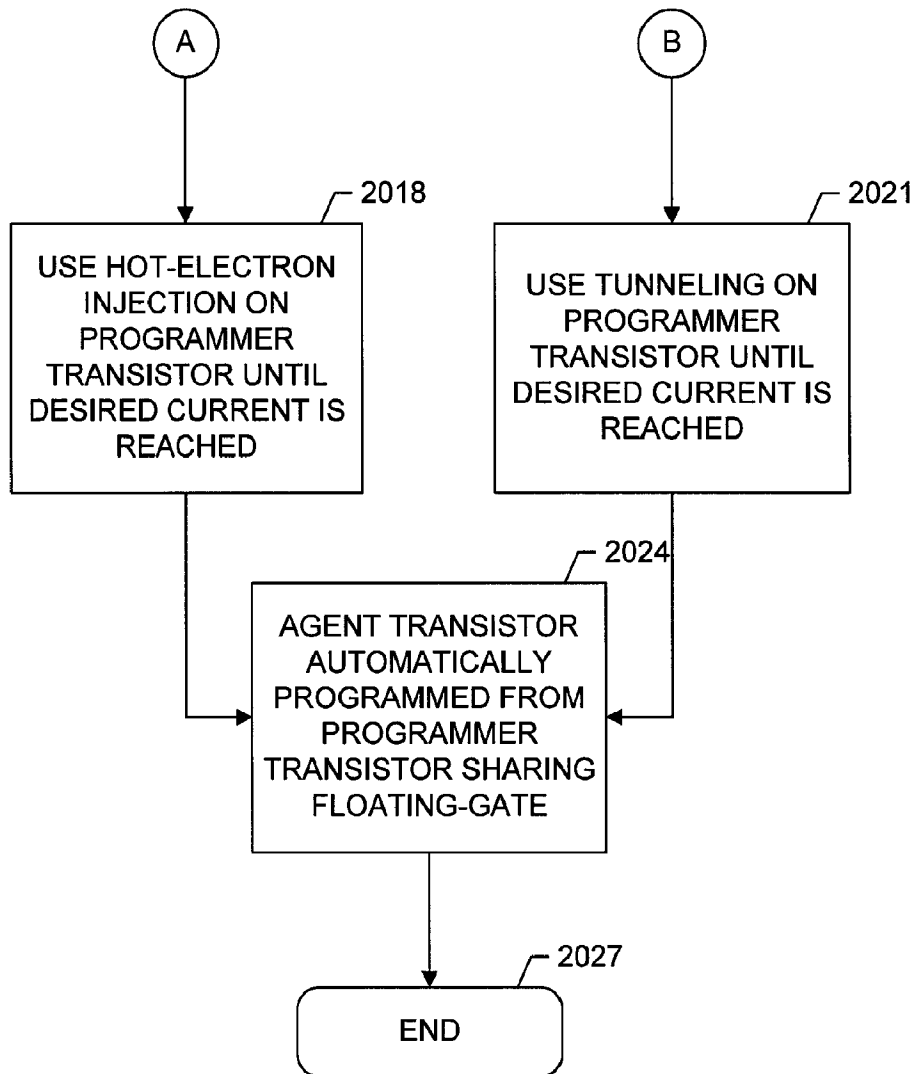 A
B
2018
USE HOT-ELECTRON
INJECTION ON
PROGRAMMER
TRANSISTOR UNTIL
DESIRED CURRENT IS
REACHED
2021
USE TUNNELING ON
PROGRAMMER
TRANSISTOR UNTIL
DESIRED CURRENT IS
REACHED
2024
AGENT TRANSISTOR
AUTOMATICALLY
PROGRAMMED FROM
PROGRAMMER
TRANSISTOR SHARING
FLOATING-GATE
2027
END